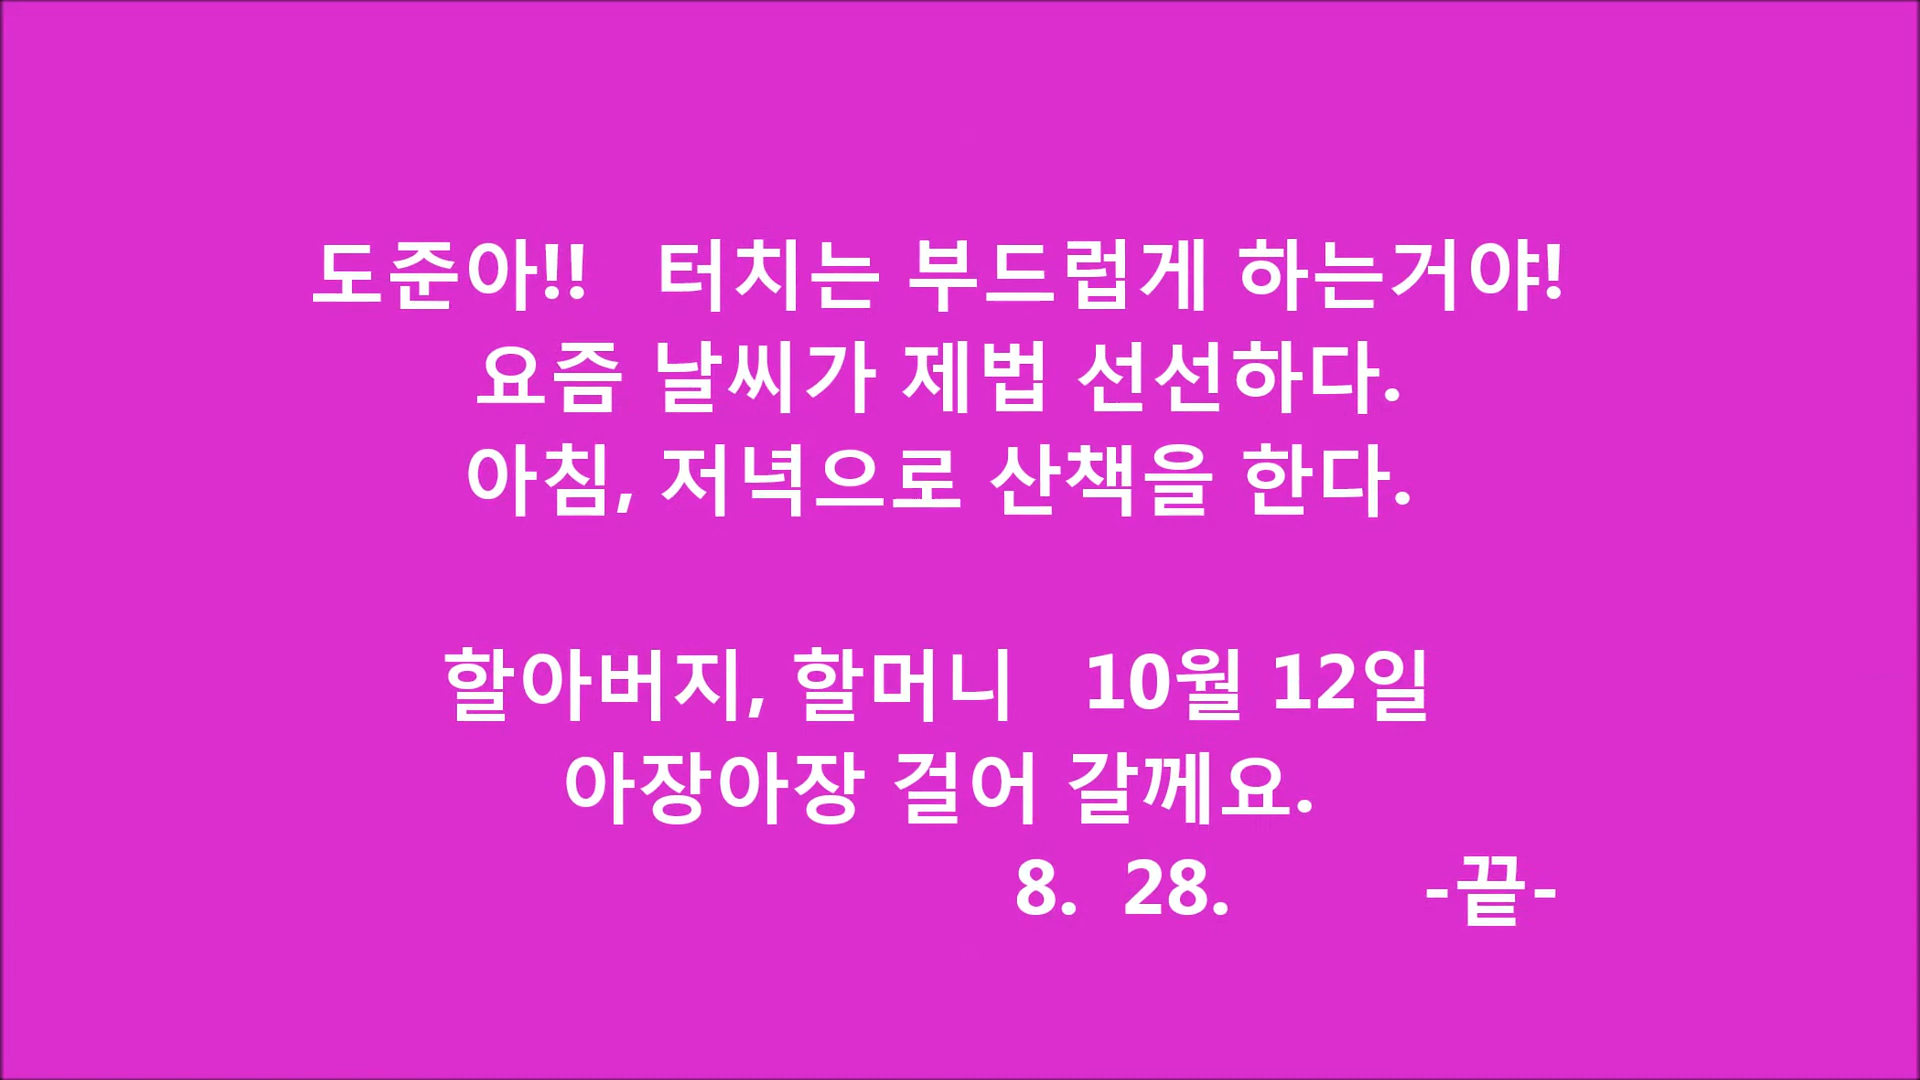 도준아!! 터치는 부드럽게 하는거야!
요즘 날씨가 제법 선선하다.
아침, 저녁으로 산책을 한다.
할아버지, 할머니 10월 12일
아장아장 걸어 갈께요.
8. 28. -끝-